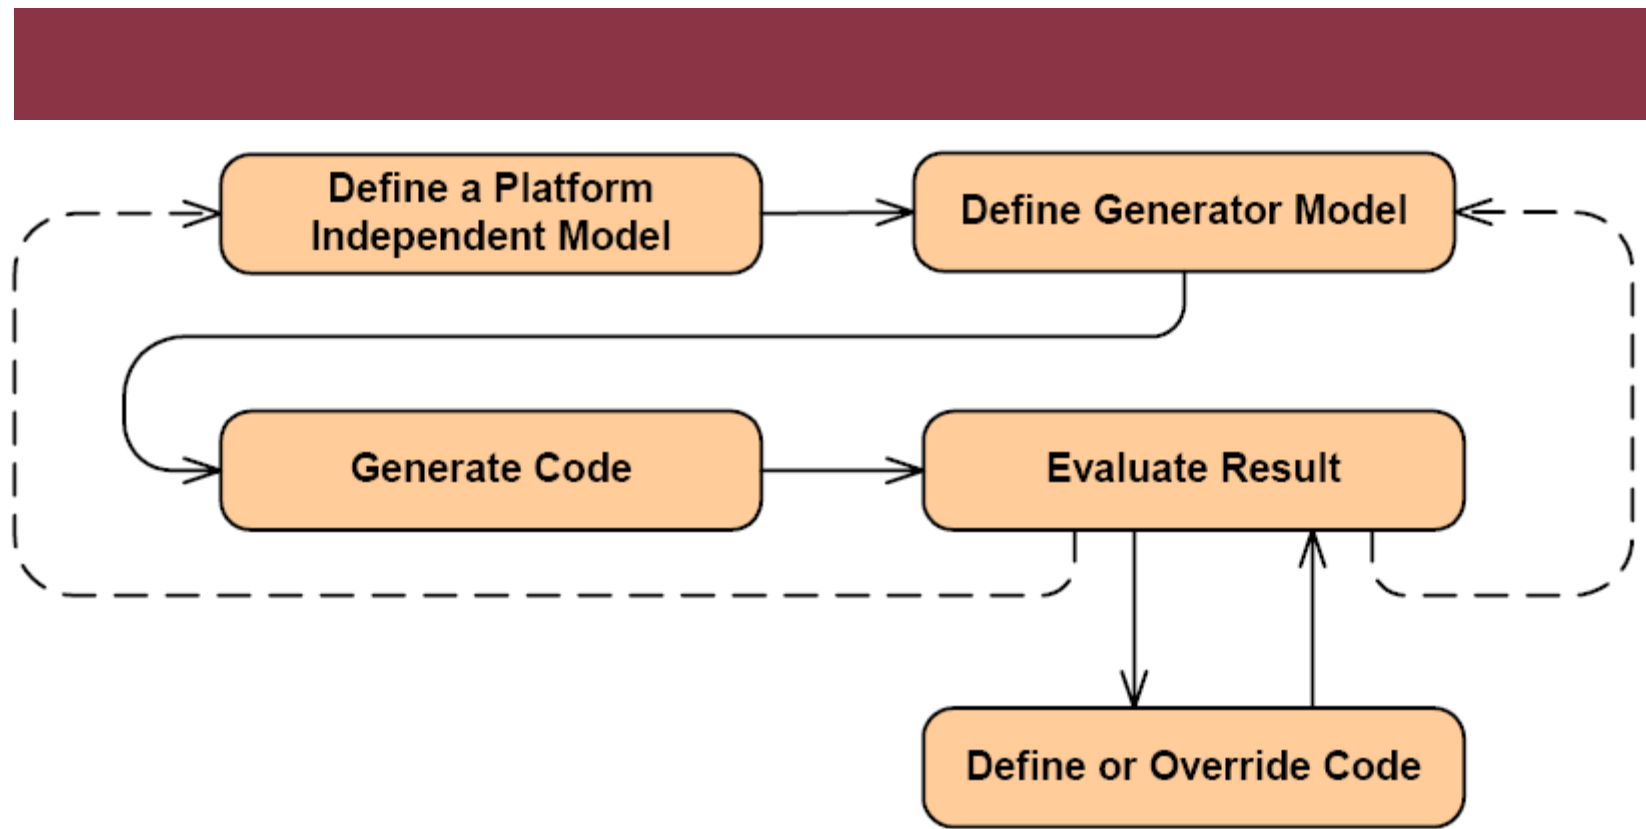 Define a Platform
Independent Model
Define Generator Model
Generate Code
Evaluate Result
Define or Override Code